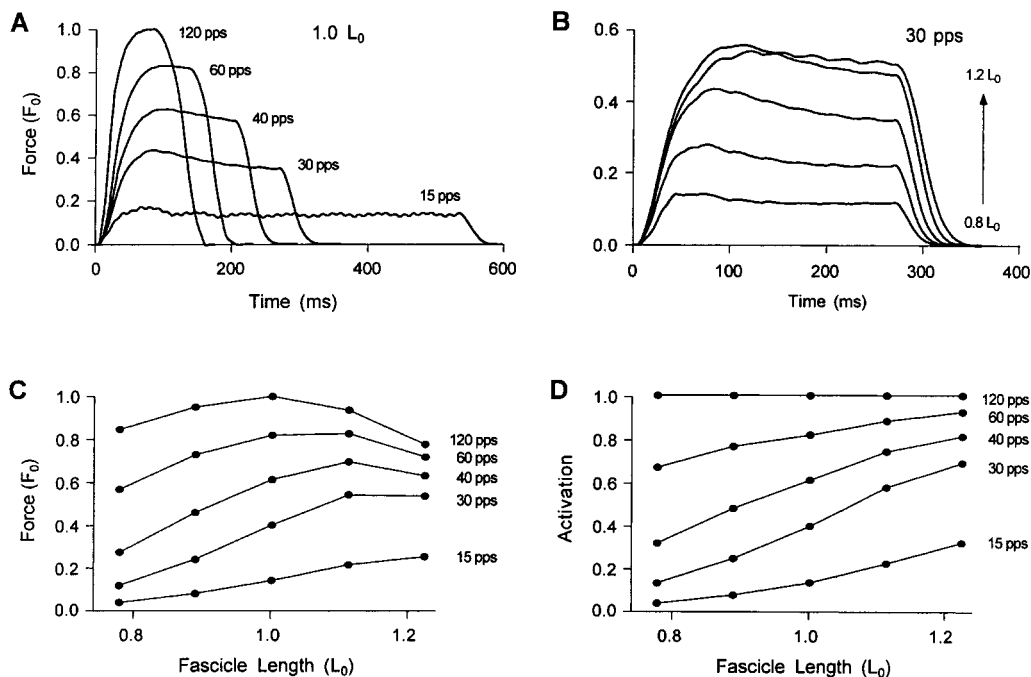 A
1.0 L₀
Force (F₀)
1.0
0.8
0.6
0.4
0.2
0.0
120 pps
60 pps
40 pps
30 pps
15 pps
0
200
400
600
Time (ms)
B
30 pps
0.6
0.4
0.2
0.0
1.2 L₀
0.8 L₀
0
100
200
300
400
Time (ms)
C
Force (F₀)
1.0
0.8
0.6
0.4
0.2
0.0
120 pps
60 pps
40 pps
30 pps
15 pps
0.8
1.0
1.2
Fascicle Length (L₀)
D
Activation
1.0
0.8
0.6
0.4
0.2
0.0
120 pps
60 pps
40 pps
30 pps
15 pps
0.8
1.0
1.2
Fascicle Length (L₀)